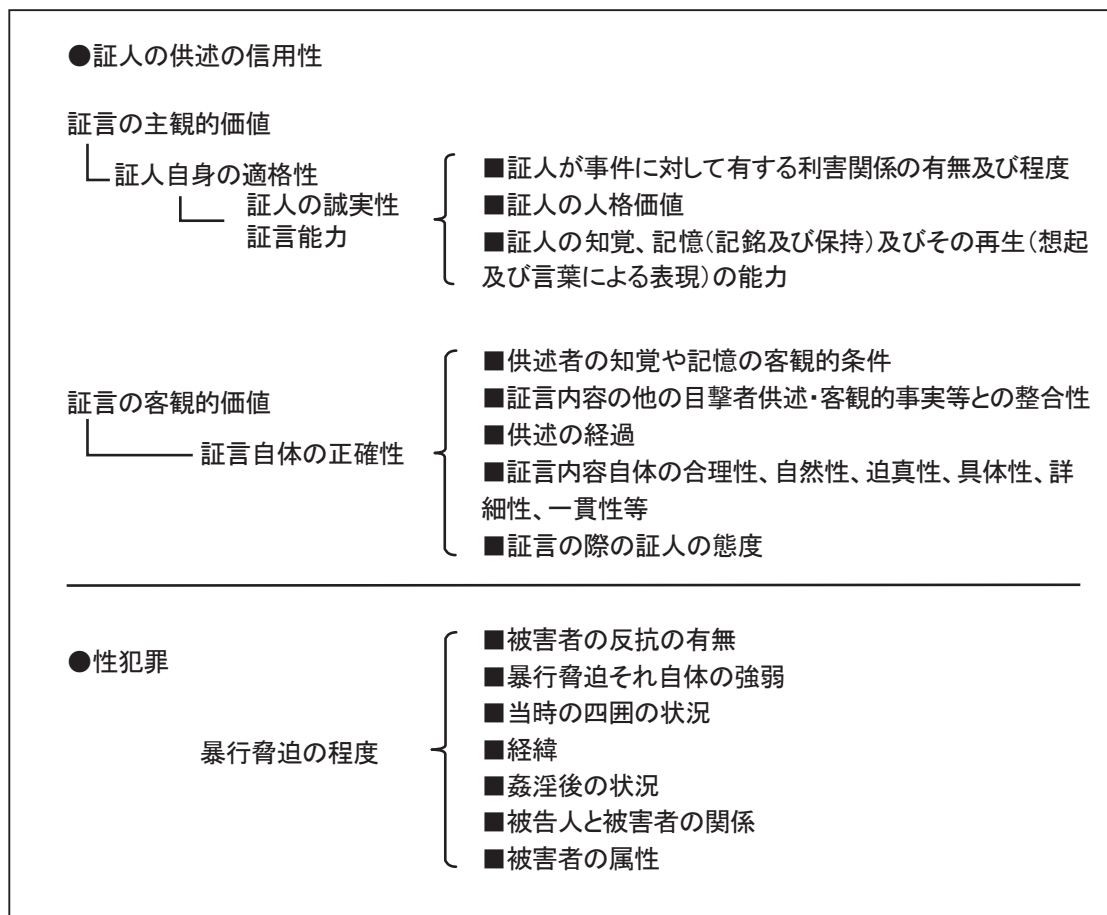 ●証人の供述の信用性
証言の主観的価値
証人自身の適格性
証人の誠実性
証言能力
■証人が事件に対して有する利害関係の有無及び程度
■証人の人格価値
■証人の知覚、記憶(記銘及び保持)及びその再生(想起
及び言葉による表現)の能力
証言の客観的価値
証言自体の正確性
■供述者の知覚や記憶の客観的条件
■証言内容の他の目撃者供述・客観的事実等との整合性
■供述の経過
■証言内容自体の合理性、自然性、迫真性、具体性、詳
細性、一貫性等
■証言の際の証人の態度
●性犯罪
暴行脅迫の程度
■被害者の反抗の有無
■暴行脅迫それ自体の強弱
■当時の四囲の状況
■経緯
■姦淫後の状況
■被告人と被害者の関係
■被害者の属性